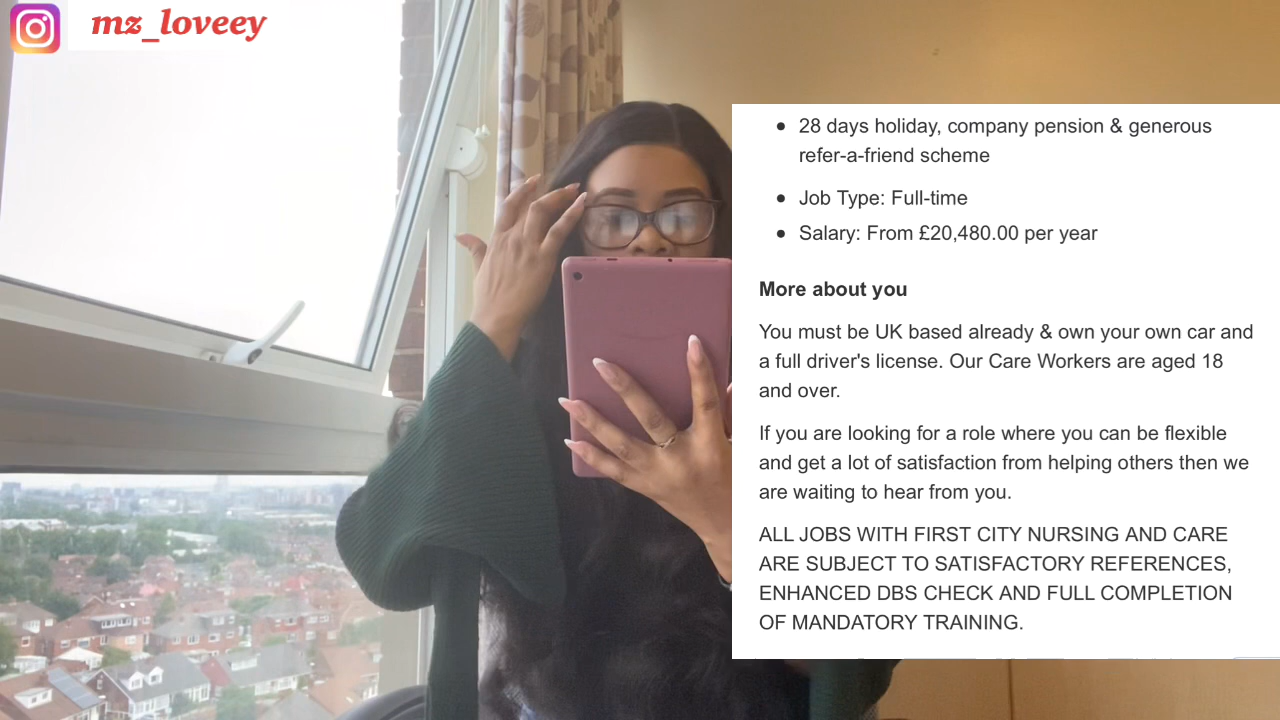 mz_loveey
28 days holiday, company pension & generous
refer-a-friend scheme
Job Type: Full-time
Salary: From £20,480.00 per year
More about you
You must be UK based already & own your own car and
a full driver's license. Our Care Workers are aged 18
and over.
If you are looking for a role where you can be flexible
and get a lot of satisfaction from helping others then we
are waiting to hear from you.
ALL JOBS WITH FIRST CITY NURSING AND CARE
ARE SUBJECT TO SATISFACTORY REFERENCES,
ENHANCED DBS CHECK AND FULL COMPLETION
OF MANDATORY TRAINING.